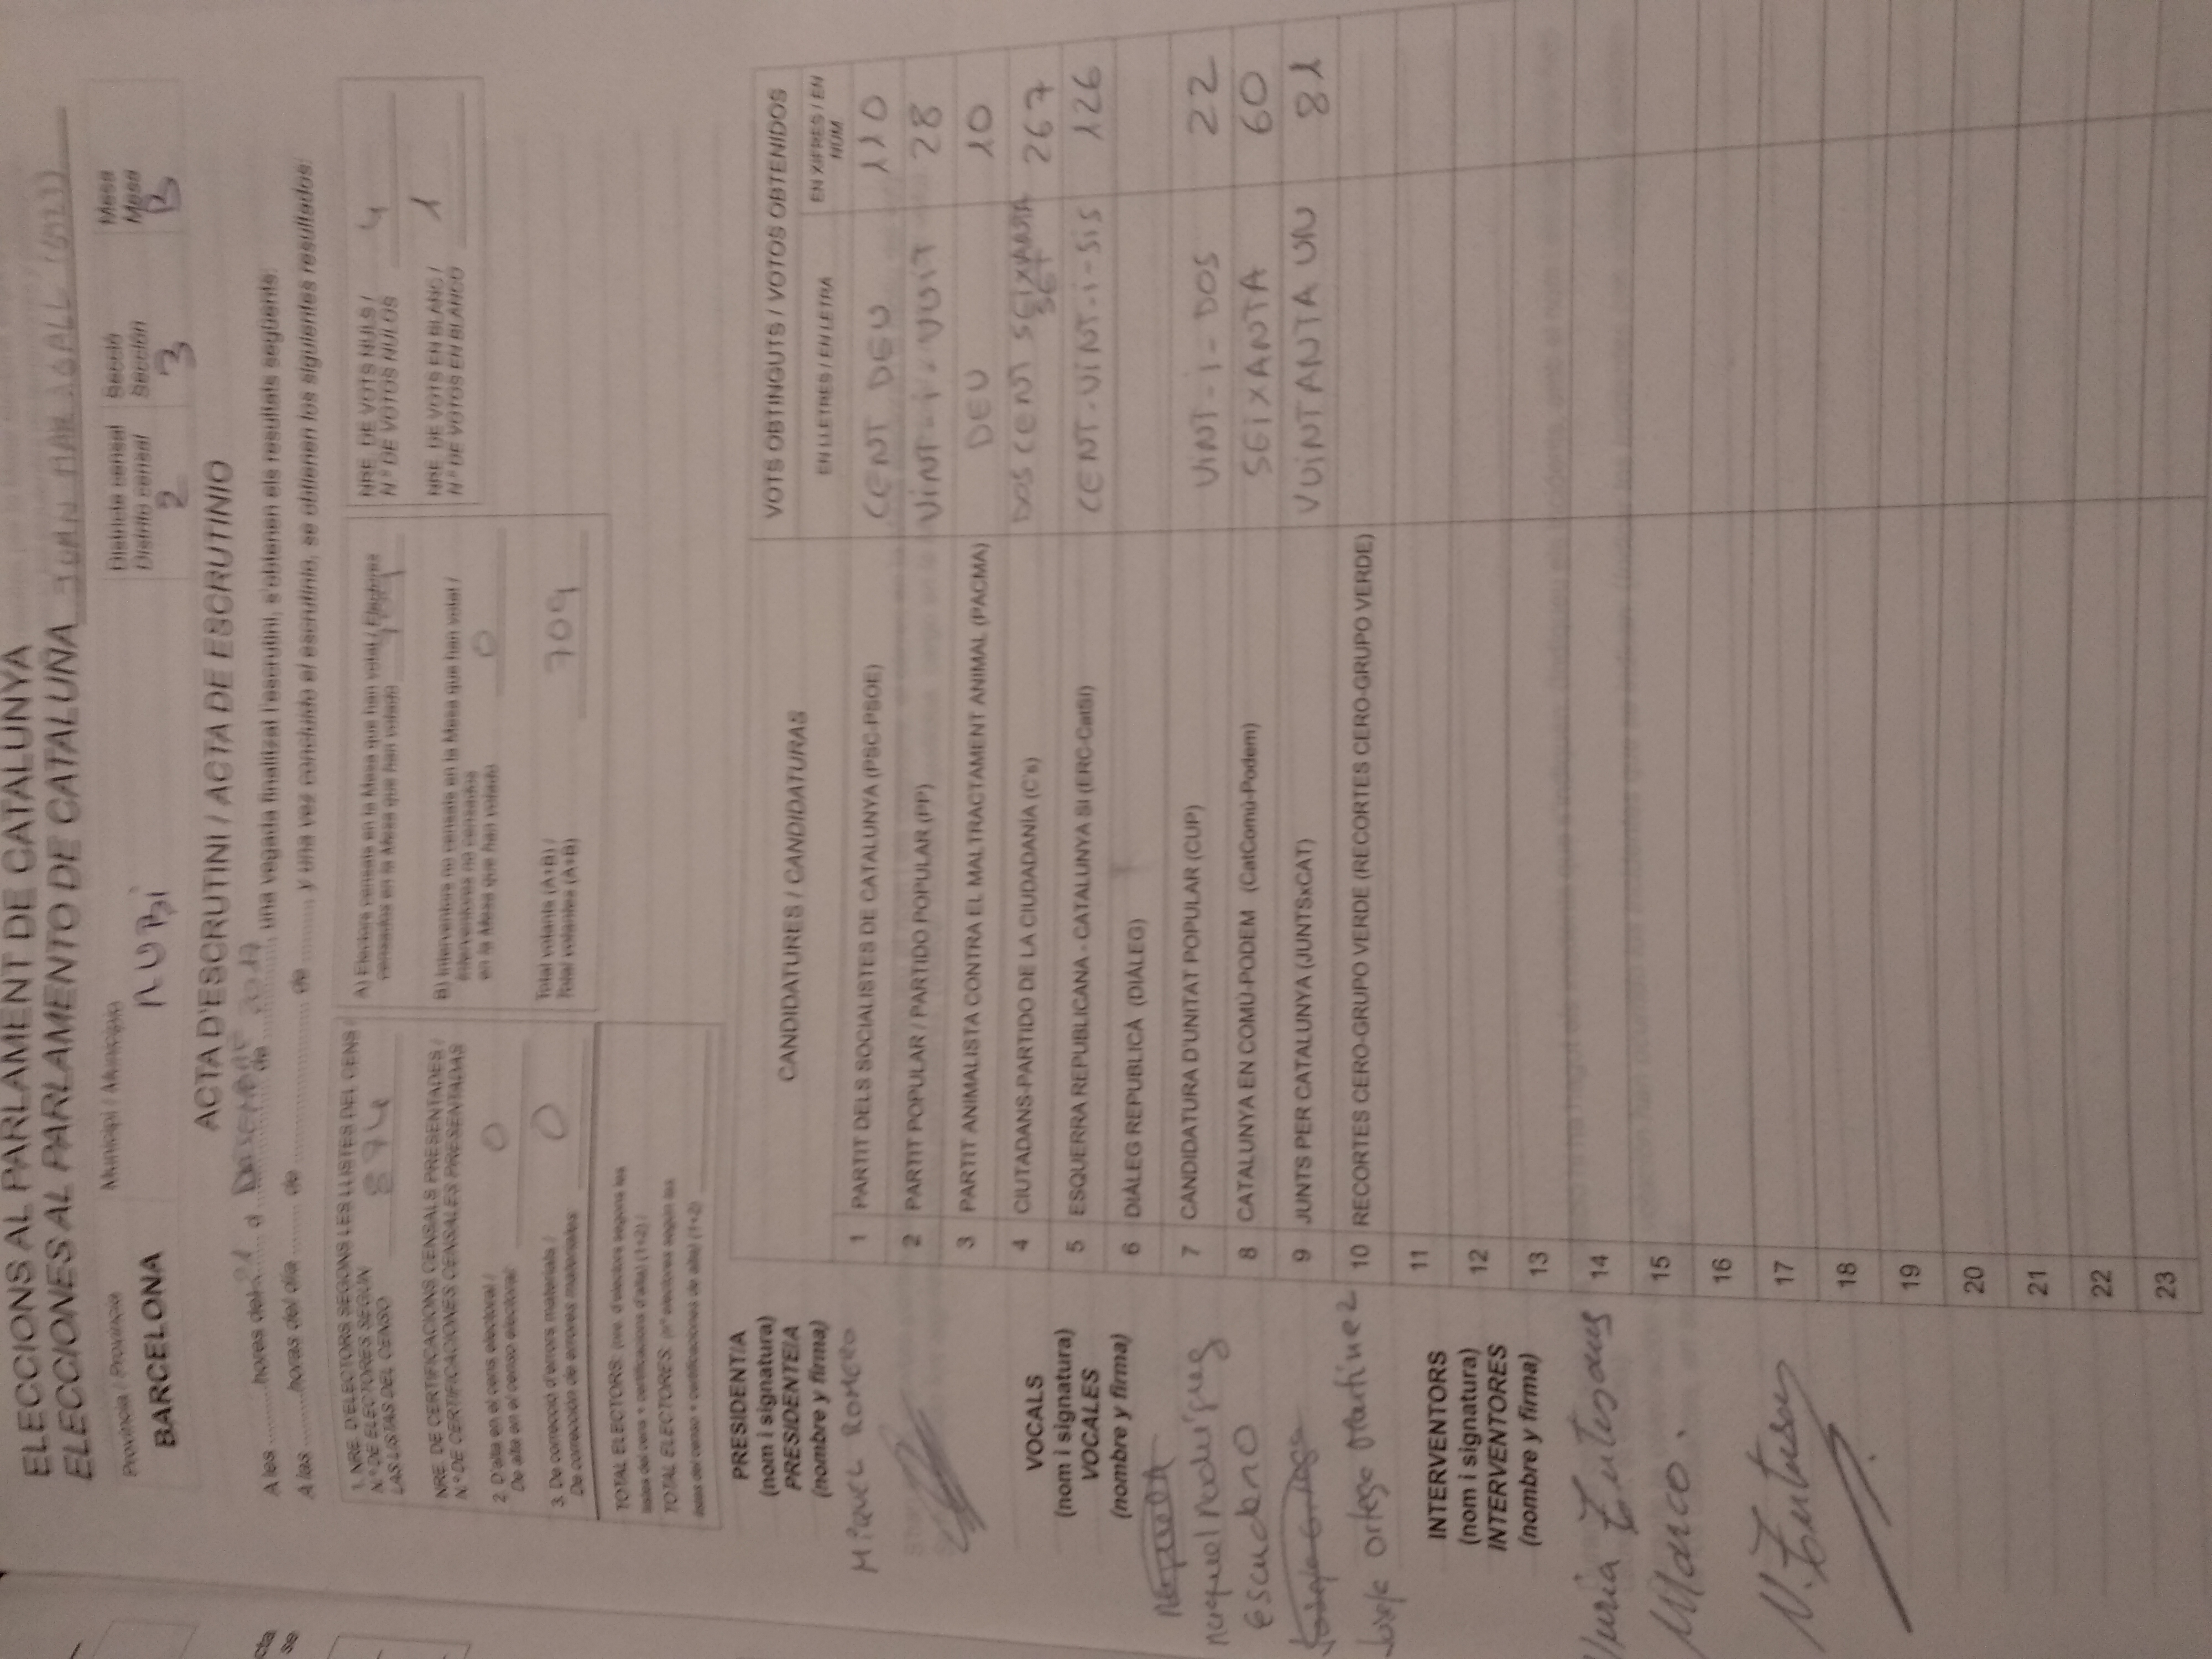 ELECCIONS AL PARLAMENT DE CATALUNYA
ELECCIONES AL PARLAMENTO DE CATALUÑA JOAN MARAGALL
Província / Provincia
BARCELONA
Municipi / Municipio
RUBí
Districte censal
Distrito censal
2
Secció
Sección
3
Mesa
Mesa
B
ACTA D'ESCRUTINI / ACTA DE ESCRUTINIO
A les ......... hores del 21 d DESEMBRE de 2017, una vegada finalitzat l'escrutini, s'obtenen els resultats següents:
A las ......... horas del día ........ de ........................ de ........., y una vez concluido el escrutinio, se obtienen los siguientes resultados:
1. NRE. D'ELECTORS SEGONS LES LLISTES DEL CENS /
N.º DE ELECTORES SEGÚN
LAS LISTAS DEL CENSO 894
NRE. DE CERTIFICACIONS CENSALS PRESENTADES /
N.º DE CERTIFICACIONES CENSALES PRESENTADAS
2. D'alta en el cens electoral /
De alta en el censo electoral: 0
3. De correcció d'errors materials /
De corrección de errores materiales: 0
TOTAL ELECTORS: (nre. d'electors segons les
llistes del cens + certificacions d'alta) (1+2) /
TOTAL ELECTORES: (nº electores según las
listas del censo + certificaciones de alta) (1+2)
A) Electors censats en la Mesa que han votat / Electores
censados en la Mesa que han votado 709
B) Interventors no censats en la Mesa que han votat /
Interventores no censados
en la Mesa que han votado 0
Total votants (A+B) /
Total votantes (A+B) 709
NRE. DE VOTS NULS /
N.º DE VOTOS NULOS 4
NRE. DE VOTS EN BLANC /
N.º DE VOTOS EN BLANCO 1
PRESIDENT/A
(nom i signatura)
PRESIDENTE/A
(nombre y firma)
MiQUEL ROMERO
VOCALS
(nom i signatura)
VOCALES
(nombre y firma)
Raquel Rodríguez
Escudero
Josefa Ortega Martinez
INTERVENTORS
(nom i signatura)
INTERVENTORES
(nombre y firma)
Marco.
CANDIDATURES / CANDIDATURAS
VOTS OBTINGUTS / VOTOS OBTENIDOS
EN LLETRES / EN LETRA
EN XIFRES / EN NÚM
1 PARTIT DELS SOCIALISTES DE CATALUNYA (PSC-PSOE) CENT DEU 110
2 PARTIT POPULAR / PARTIDO POPULAR (PP) ViNT-i-VUIT 28
3 PARTIT ANIMALISTA CONTRA EL MALTRACTAMENT ANIMAL (PACMA) DEU 10
4 CIUTADANS-PARTIDO DE LA CIUDADANÍA (C's) DOS CENT SEIXANTA SET 267
5 ESQUERRA REPUBLICANA - CATALUNYA SÍ (ERC-CatSí) CENT-ViNT-i-SiS 126
6 DIÀLEG REPUBLICÀ (DIÀLEG)
7 CANDIDATURA D'UNITAT POPULAR (CUP) ViNT-i-DOS 22
8 CATALUNYA EN COMÚ-PODEM (CatComú-Podem) SEiXANTA 60
9 JUNTS PER CATALUNYA (JUNTSxCAT) VUiNTANTA UN 81
10 RECORTES CERO-GRUPO VERDE (RECORTES CERO-GRUPO VERDE)
11
12
13
14
15
16
17
18
19
20
21
22
23